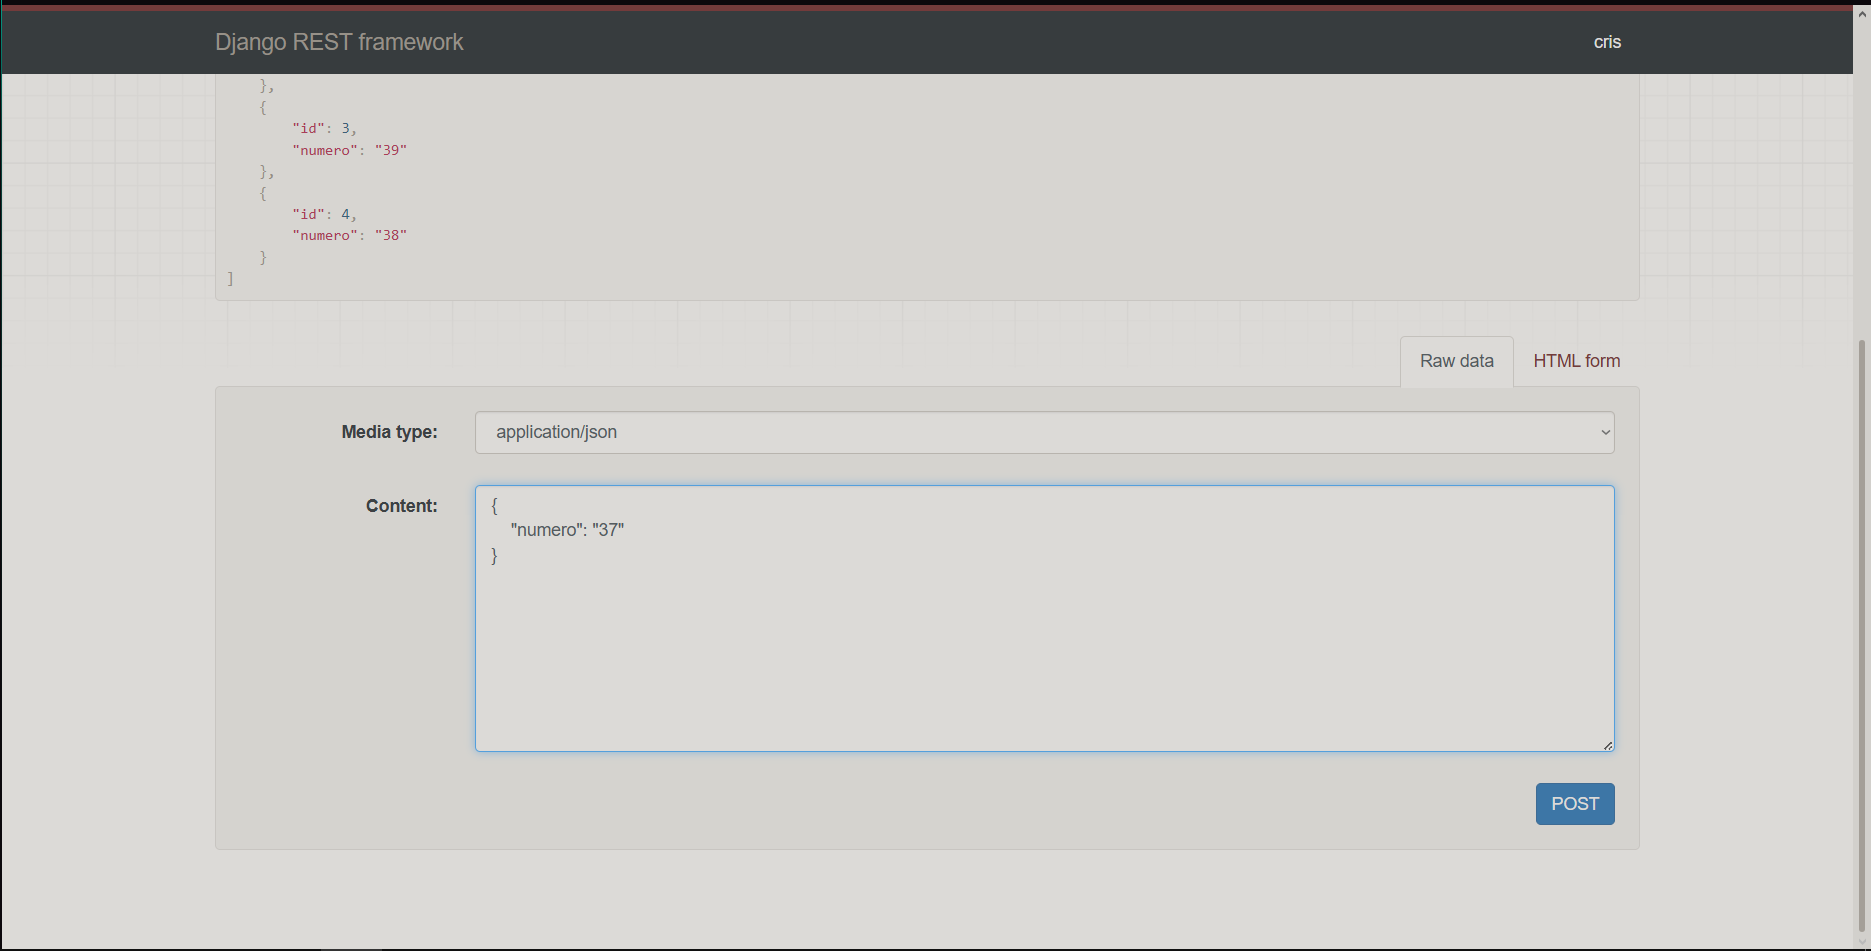 Django REST framework
cris
},
{
"id": 3,
"numero": "39"
},
{
"id": 4,
"numero": "38"
}
]
Raw data
HTML form
Media type:
application/json
Content:
{
"numero": "37"
}
POST